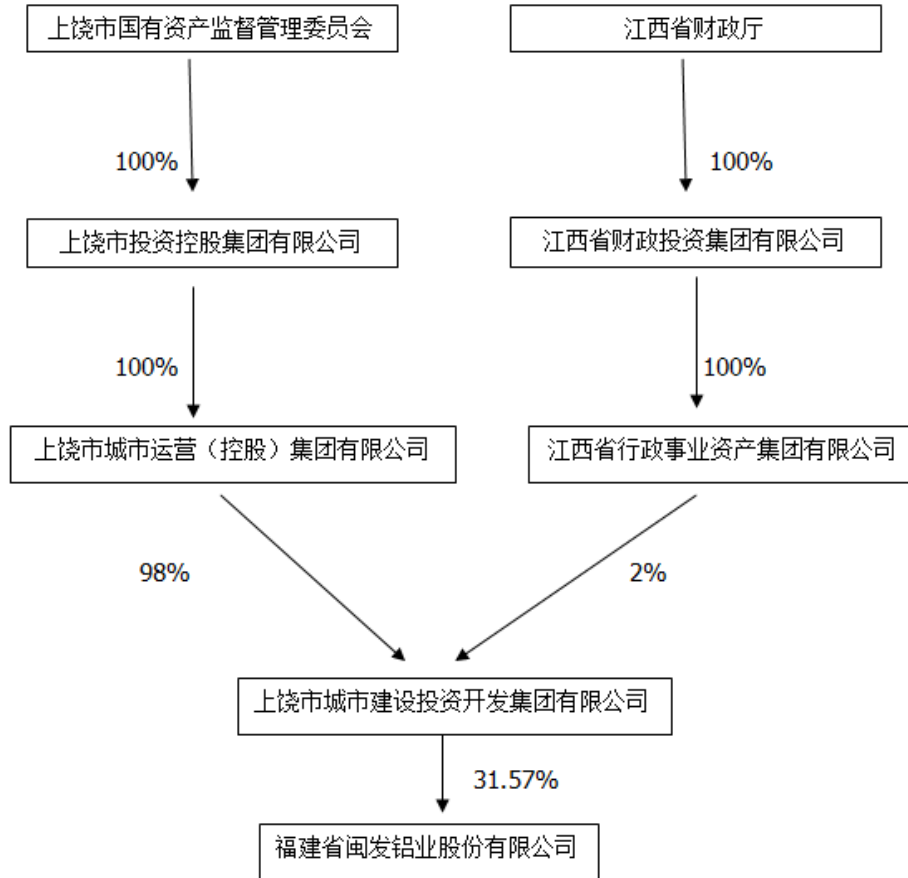 上饶市国有资产监督管理委员会
江西省财政厅
100%
100%
上饶市投资控股集团有限公司
江西省财政投资集团有限公司
100%
100%
上饶市城市运营（控股）集团有限公司
江西省行政事业资产集团有限公司
98%
2%
上饶市城市建设投资开发集团有限公司
31.57%
福建省闽发铝业股份有限公司